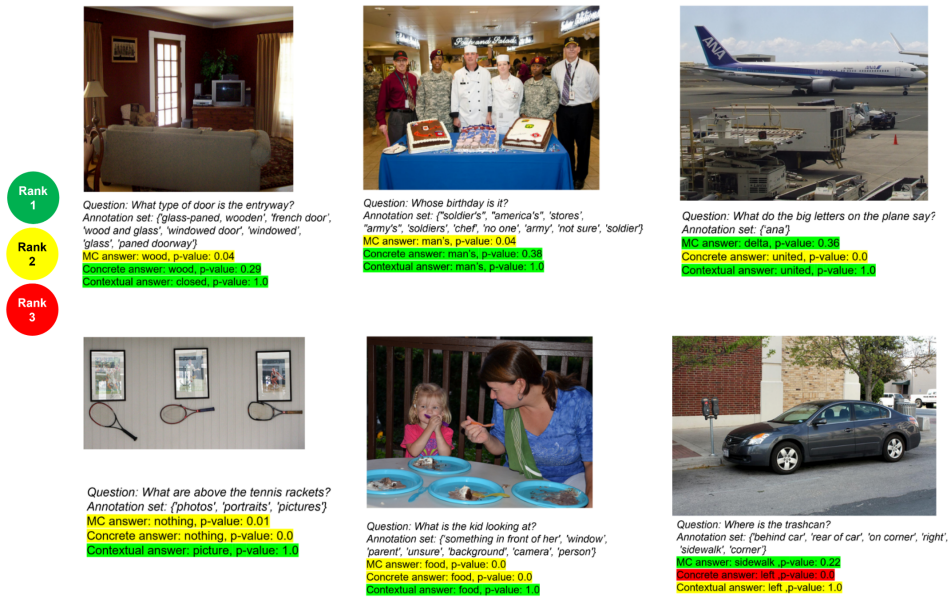 ANA
ANA
Rank
1
Rank
2
Rank
3
Question: What type of door is the entryway?
Annotation set: {'glass-paned, wooden', 'french door',
'wood and glass', 'windowed door', 'windowed',
'glass', 'paned doorway'}
MC answer: wood, p-value: 0.04
Concrete answer: wood, p-value: 0.29
Contextual answer: closed, p-value: 1.0
Question: Whose birthday is it?
Annotation set: {"soldier's", "america's", 'stores',
"army's", 'soldiers', 'chef', 'no one', 'army', 'not sure', 'soldier'}
MC answer: man's, p-value: 0.04
Concrete answer: man's, p-value: 0.38
Contextual answer: man's, p-value: 1.0
Question: What do the big letters on the plane say?
Annotation set: {'ana'}
MC answer: delta, p-value: 0.36
Concrete answer: united, p-value: 0.0
Contextual answer: united, p-value: 1.0
Question: What are above the tennis rackets?
Annotation set: {'photos', 'portraits', 'pictures'}
MC answer: nothing, p-value: 0.01
Concrete answer: nothing, p-value: 0.0
Contextual answer: picture, p-value: 1.0
Question: What is the kid looking at?
Annotation set: {'something in front of her', 'window',
'parent', 'unsure', 'background', 'camera', 'person'}
MC answer: food, p-value: 0.0
Concrete answer: food, p-value: 0.0
Contextual answer: food, p-value: 1.0
Question: Where is the trashcan?
Annotation set: {'behind car', 'rear of car', 'on corner', 'right',
'sidewalk', 'corner'}
MC answer: sidewalk ,p-value: 0.22
Concrete answer: left ,p-value: 0.0
Contextual answer: left ,p-value: 1.0